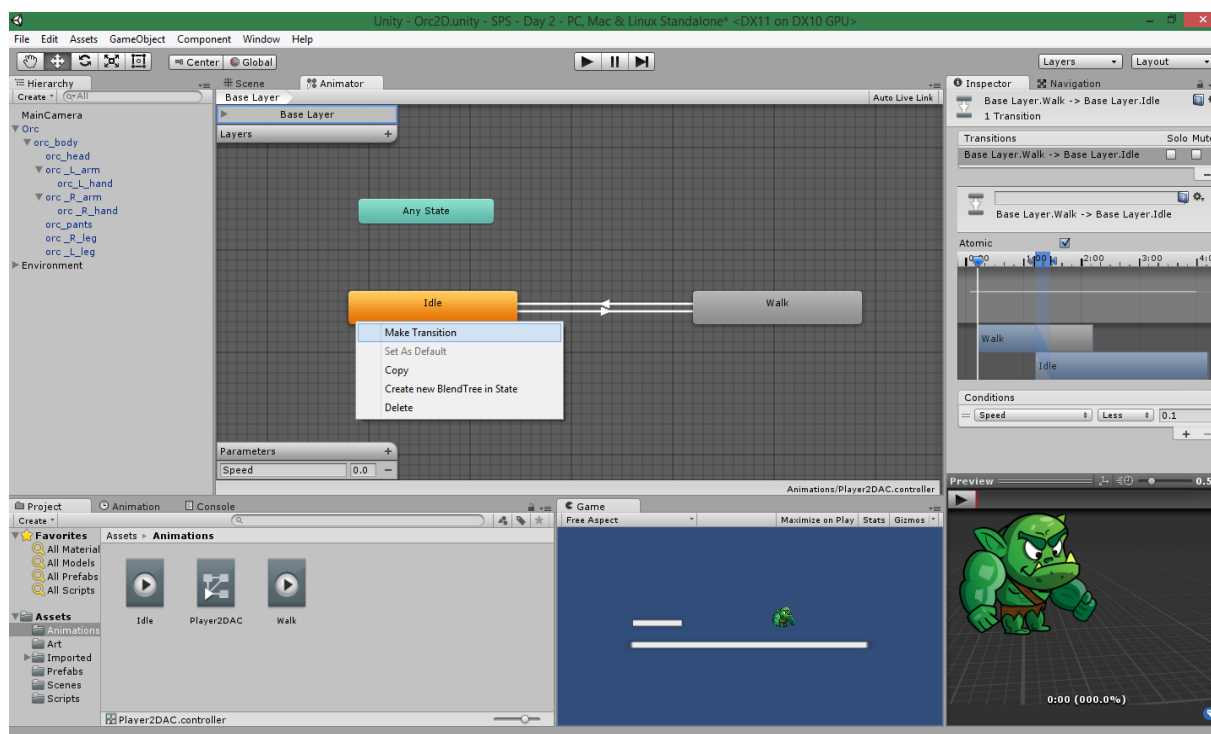 Unity - Orc2D.unity - SPS - Day 2 - PC, Mac & Linux Standalone* <DX11 on DX10 GPU>
File Edit Assets GameObject Component Window Help
Center Global Layers Layout
Hierarchy
Create All
MainCamera
Orc
orc_body
orc_head
orc _L_arm
orc_L_hand
orc _R_arm
orc _R_hand
orc_pants
orc _R_leg
orc _L_leg
Environment
Scene Animator
Base Layer Auto Live Link
Base Layer
Layers +
Any State
Idle
Walk
Make Transition
Set As Default
Copy
Create new BlendTree in State
Delete
Parameters +
Speed 0.0 −
Animations/Player2DAC.controller
Inspector Navigation
Base Layer.Walk -> Base Layer.Idle
1 Transition
Transitions Solo Mute
Base Layer.Walk -> Base Layer.Idle
Base Layer.Walk -> Base Layer.Idle
Atomic
2:00 3:00
Walk
Idle
Conditions
Speed Less 0.1
+ −
Preview 0.5
0:00 (000.0%)
Project Animation Console
Create
Favorites
All Material
All Models
All Prefabs
All Scripts
Assets
Animations
Art
Imported
Prefabs
Scenes
Scripts
Assets Animations
Idle Player2DAC Walk
Player2DAC.controller
Game
Free Aspect Maximize on Play Stats Gizmos